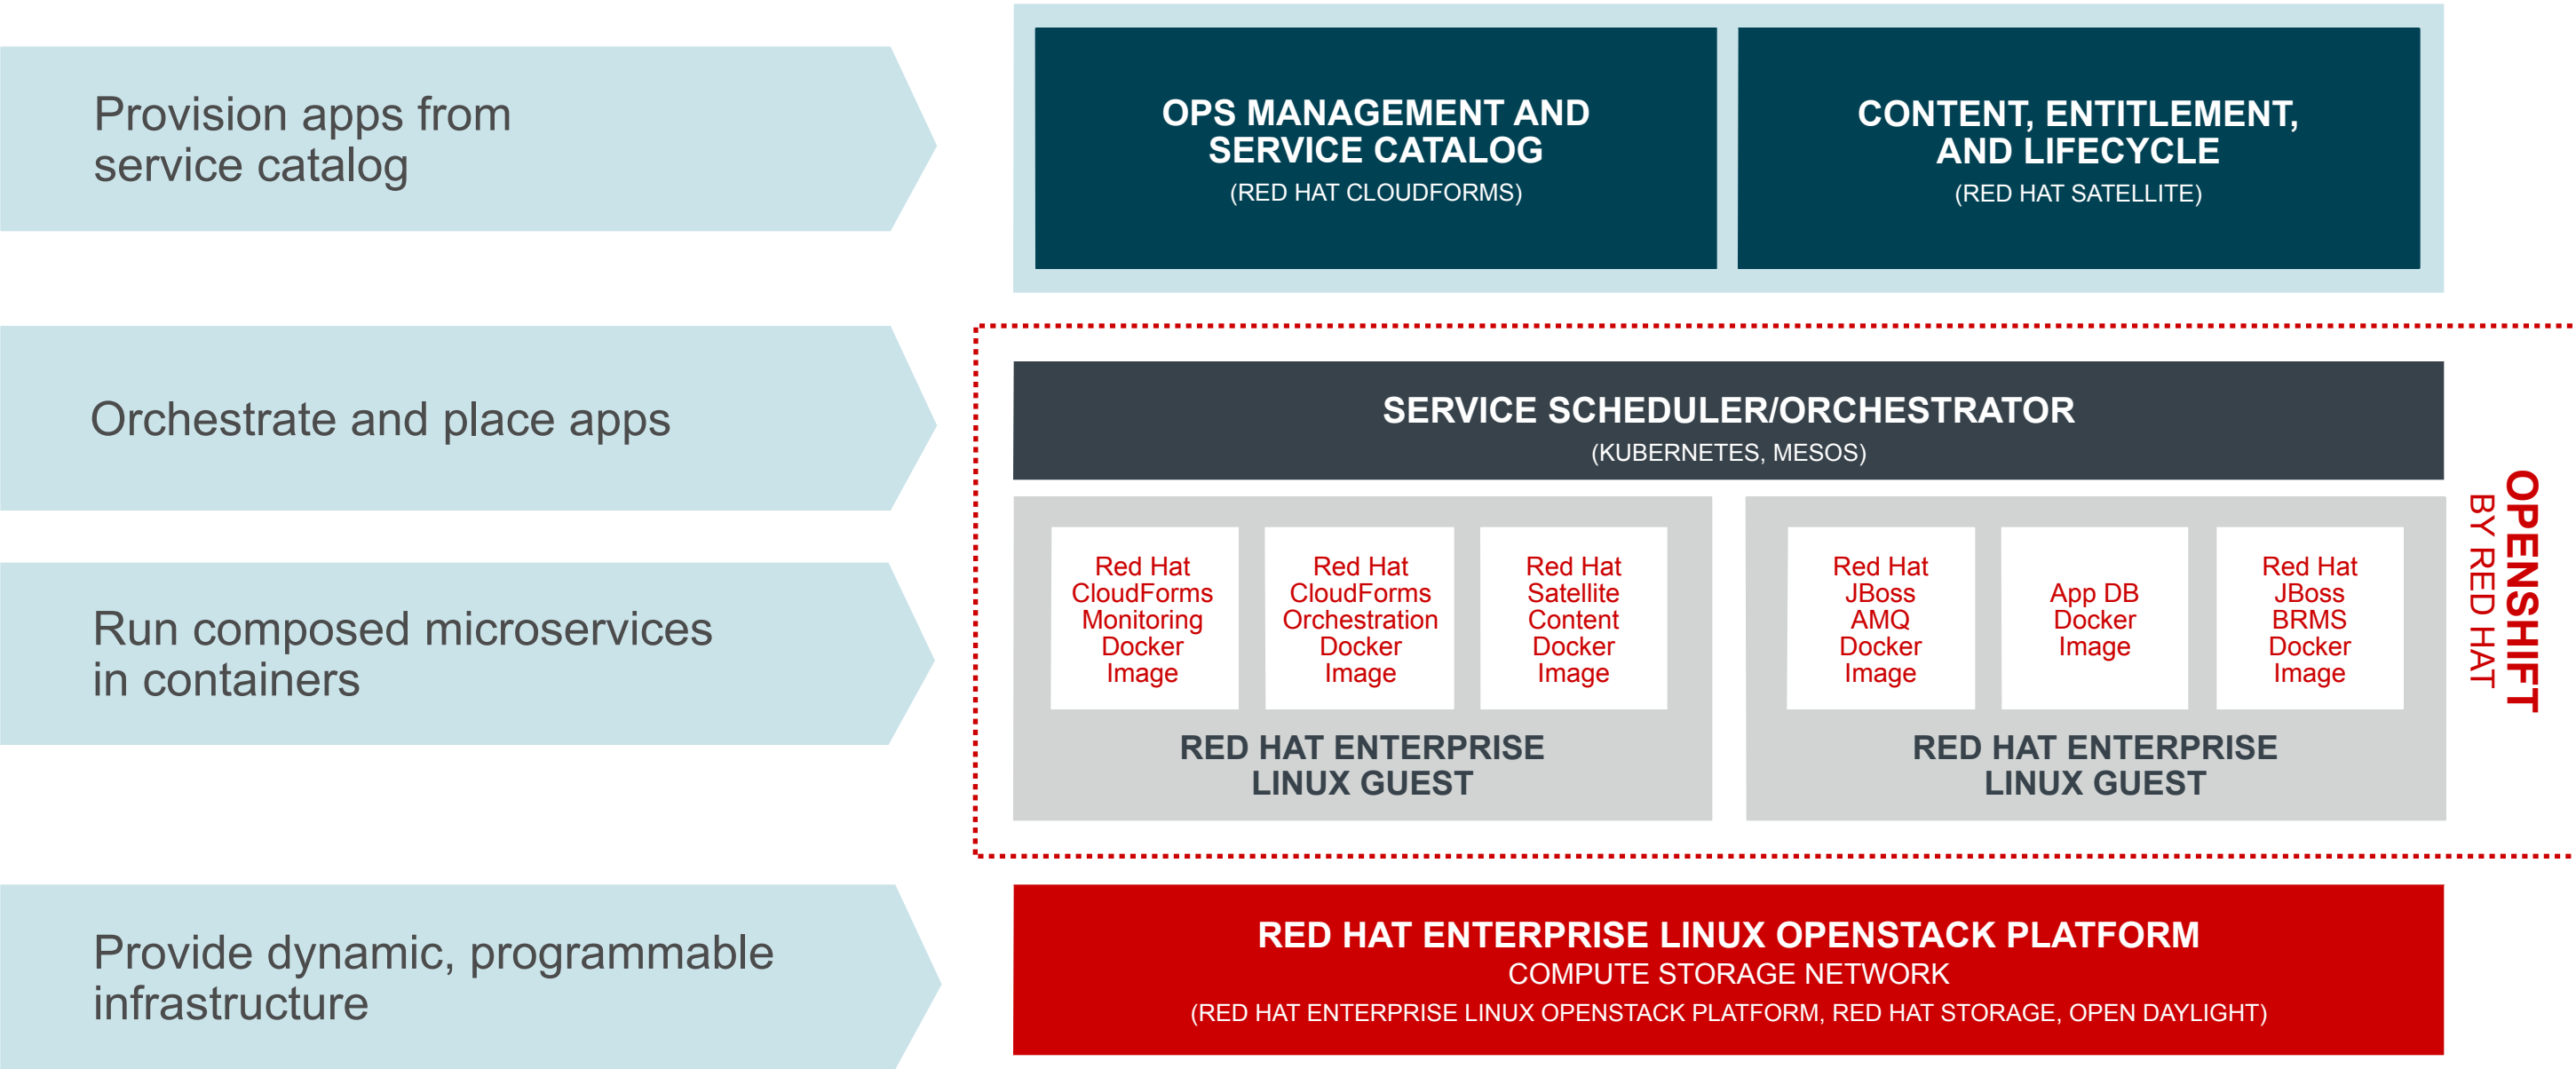 Provision apps from
service catalog
OPS MANAGEMENT AND
SERVICE CATALOG
(RED HAT CLOUDFORMS)
CONTENT, ENTITLEMENT,
AND LIFECYCLE
(RED HAT SATELLITE)
Orchestrate and place apps
SERVICE SCHEDULER/ORCHESTRATOR
(KUBERNETES, MESOS)
Run composed microservices
in containers
Red Hat
CloudForms
Monitoring
Docker
Image
Red Hat
CloudForms
Orchestration
Docker
Image
Red Hat
Satellite
Content
Docker
Image
RED HAT ENTERPRISE
LINUX GUEST
Red Hat
JBoss
AMQ
Docker
Image
App DB
Docker
Image
Red Hat
JBoss
BRMS
Docker
Image
RED HAT ENTERPRISE
LINUX GUEST
OPENSHIFT
BY RED HAT
Provide dynamic, programmable
infrastructure
RED HAT ENTERPRISE LINUX OPENSTACK PLATFORM
COMPUTE STORAGE NETWORK
(RED HAT ENTERPRISE LINUX OPENSTACK PLATFORM, RED HAT STORAGE, OPEN DAYLIGHT)